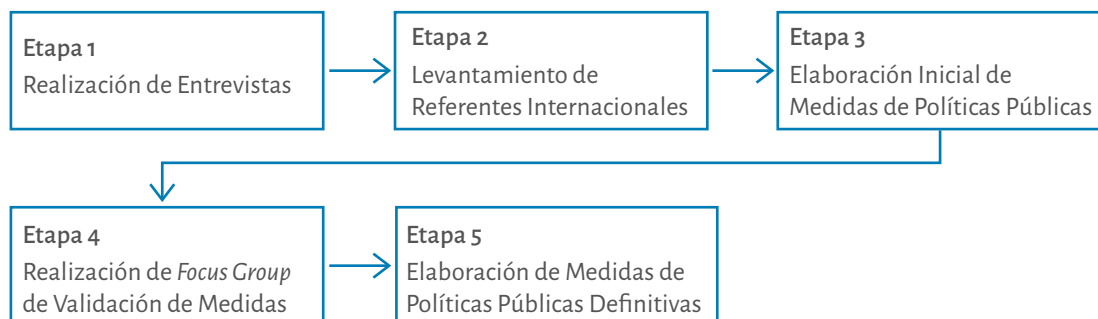 Etapa 1
Realización de Entrevistas
Etapa 2
Levantamiento de
Referentes Internacionales
Etapa 3
Elaboración Inicial de
Medidas de Políticas Públicas
Etapa 4
Realización de Focus Group
de Validación de Medidas
Etapa 5
Elaboración de Medidas de
Políticas Públicas Definitivas